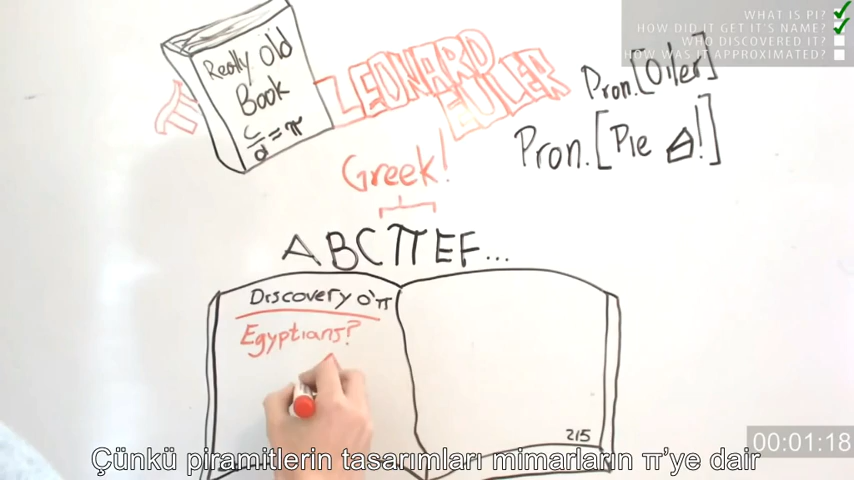 WHAT IS PI?
HOW DID IT GET IT'S NAME?
WHO DISCOVERED IT?
HOW WAS IT APPROXIMATED?
Really Old
Book
c/d = π
π
LEONARD
EULER
Pron. [Oiler]
Pron. [Pie !]
Greek!
ABCπEF...
Discovery o'π
Egyptians?
215
00:01:18
Çünkü piramitlerin tasarımları mimarların π'ye dair